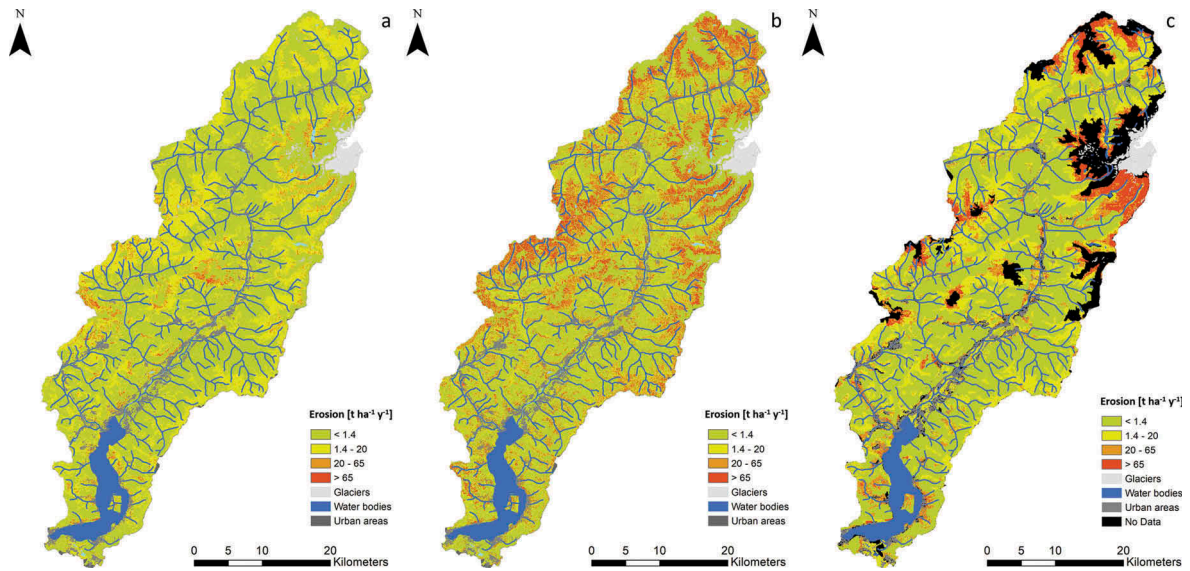 N
a
Erosion [t ha⁻¹ y⁻¹]
< 1.4
1.4 - 20
20 - 65
> 65
Glaciers
Water bodies
Urban areas
0 5 10 20
Kilometers
N
b
Erosion [t ha⁻¹ y⁻¹]
< 1.4
1.4 - 20
20 - 65
> 65
Glaciers
Water bodies
Urban areas
0 5 10 20
Kilometers
N
c
Erosion [t ha⁻¹ y⁻¹]
< 1.4
1.4 - 20
20 - 65
> 65
Glaciers
Water bodies
Urban areas
No Data
0 5 10 20
Kilometers